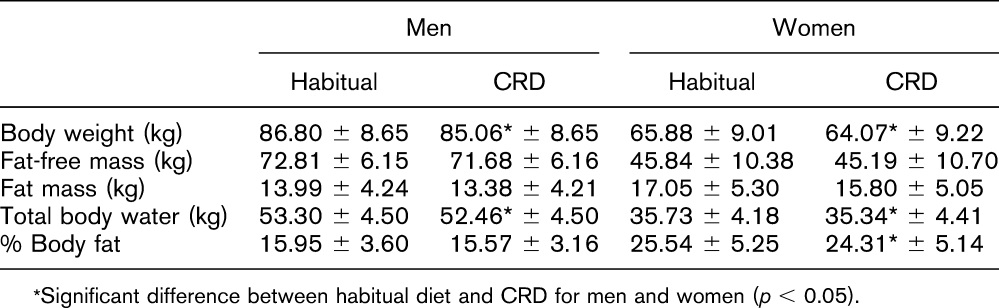 Men Women
Habitual CRD Habitual CRD
Body weight (kg) 86.80 ± 8.65 85.06* ± 8.65 65.88 ± 9.01 64.07* ± 9.22
Fat-free mass (kg) 72.81 ± 6.15 71.68 ± 6.16 45.84 ± 10.38 45.19 ± 10.70
Fat mass (kg) 13.99 ± 4.24 13.38 ± 4.21 17.05 ± 5.30 15.80 ± 5.05
Total body water (kg) 53.30 ± 4.50 52.46* ± 4.50 35.73 ± 4.18 35.34* ± 4.41
% Body fat 15.95 ± 3.60 15.57 ± 3.16 25.54 ± 5.25 24.31* ± 5.14
*Significant difference between habitual diet and CRD for men and women (p < 0.05).